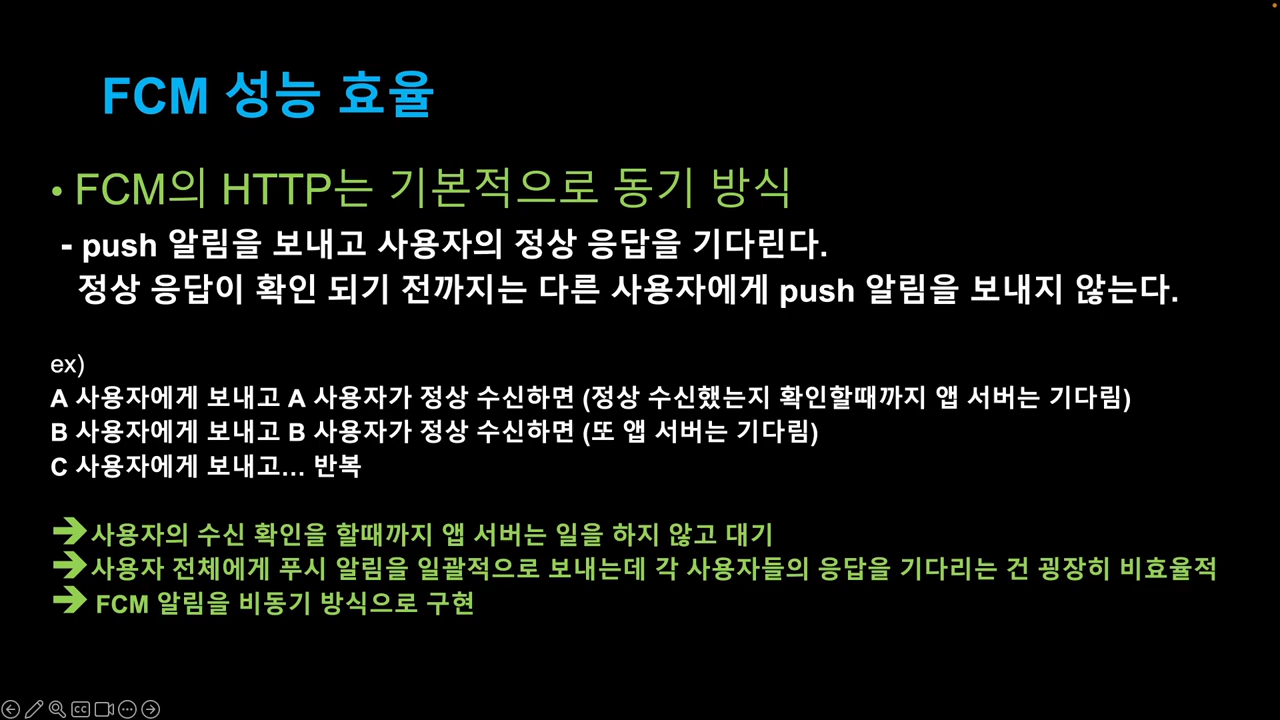 FCM 성능 효율
• FCM의 HTTP는 기본적으로 동기 방식
- push 알림을 보내고 사용자의 정상 응답을 기다린다.
정상 응답이 확인 되기 전까지는 다른 사용자에게 push 알림을 보내지 않는다.
ex)
A 사용자에게 보내고 A 사용자가 정상 수신하면 (정상 수신했는지 확인할때까지 앱 서버는 기다림)
B 사용자에게 보내고 B 사용자가 정상 수신하면 (또 앱 서버는 기다림)
C 사용자에게 보내고... 반복
➔사용자의 수신 확인을 할때까지 앱 서버는 일을 하지 않고 대기
➔사용자 전체에게 푸시 알림을 일괄적으로 보내는데 각 사용자들의 응답을 기다리는 건 굉장히 비효율적
➔ FCM 알림을 비동기 방식으로 구현
CC